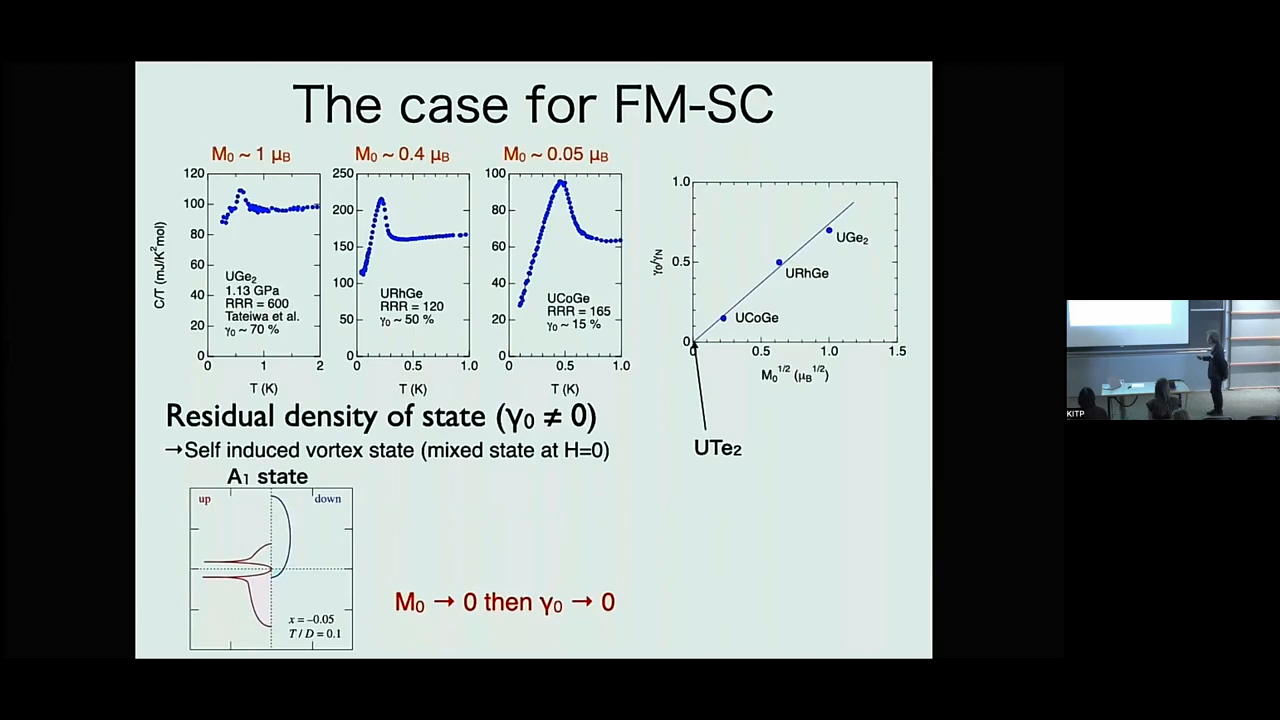 The case for FM-SC
M₀ ~ 1 μB
M₀ ~ 0.4 μB
M₀ ~ 0.05 μB
C/T (mJ/K²mol)
120
100
80
60
40
20
0
0
1
2
T (K)
UGe₂
1.13 GPa
RRR = 600
Tateiwa et al.
γ₀ ~ 70 %
250
200
150
100
50
0
0
0.5
1.0
T (K)
URhGe
RRR = 120
γ₀ ~ 50 %
100
80
60
40
20
0
0
0.5
1.0
T (K)
UCoGe
RRR = 165
γ₀ ~ 15 %
γ₀/γN
1.0
0.5
0
0
0.5
1.0
1.5
M₀^1/2 (μB^1/2)
UGe₂
URhGe
UCoGe
UTe₂
Residual density of state (γ₀ ≠ 0)
→Self induced vortex state (mixed state at H=0)
A₁ state
up
down
x = –0.05
T / D = 0.1
M₀ → 0 then γ₀ → 0
KITP